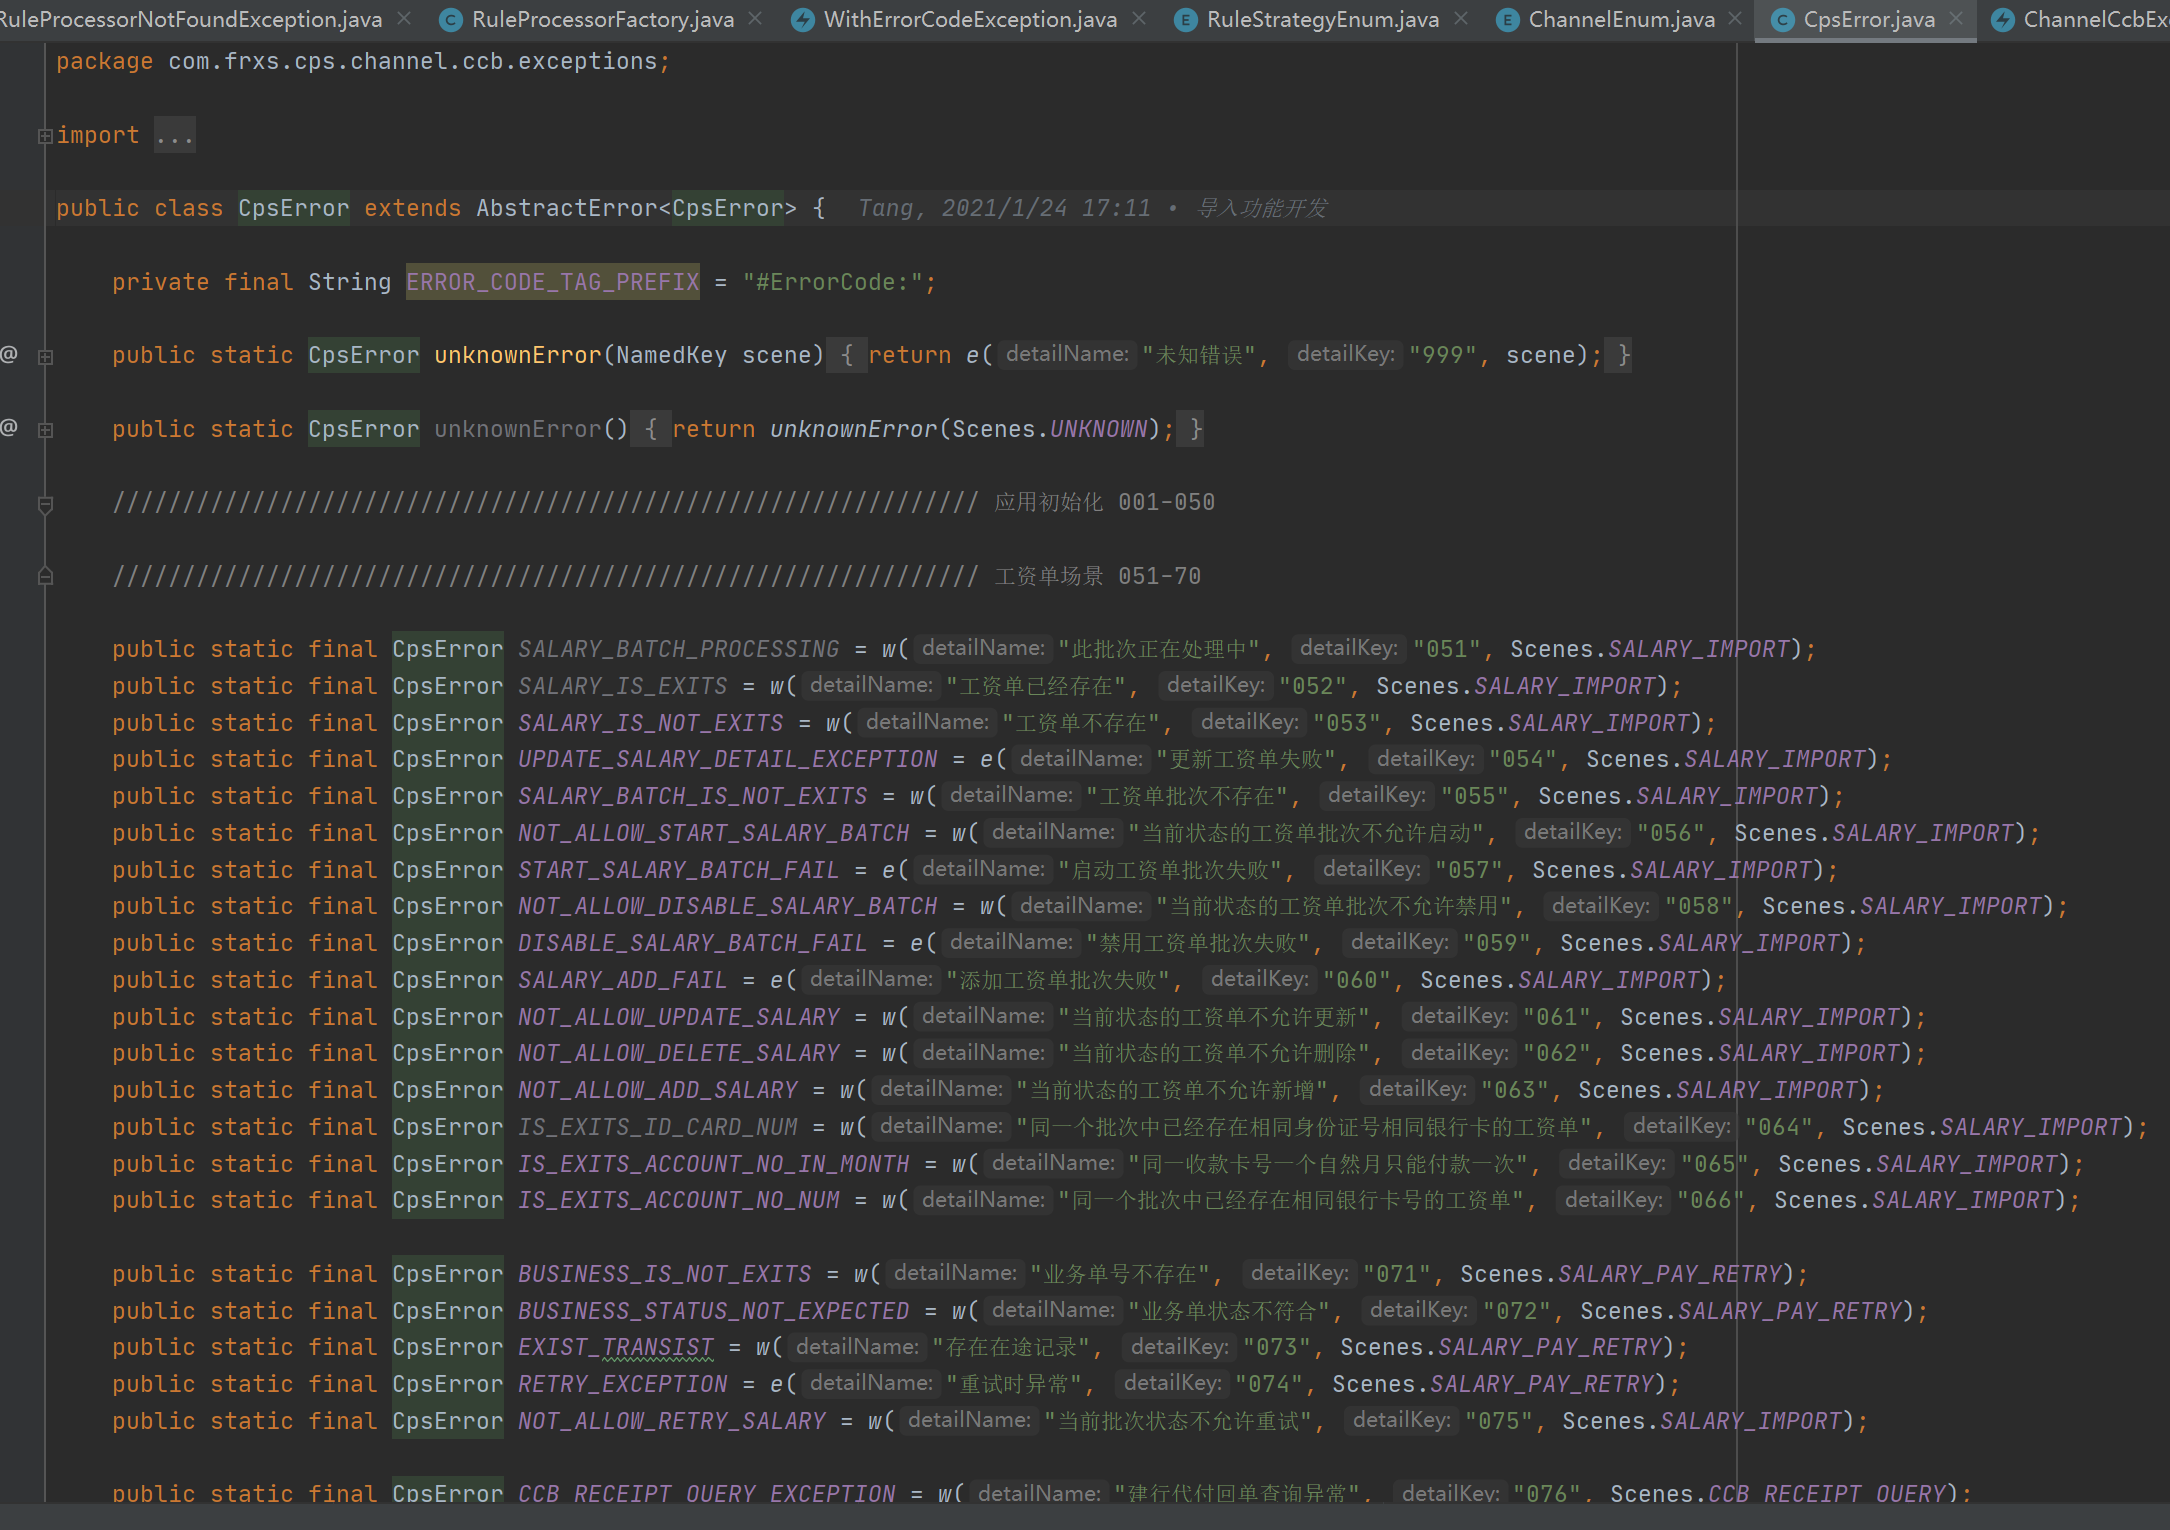 RuleProcessorNotFoundException.java RuleProcessorFactory.java WithErrorCodeException.java RuleStrategyEnum.java ChannelEnum.java CpsError.java ChannelCcbEx
package com.frxs.cps.channel.ccb.exceptions;
import ...
public class CpsError extends AbstractError<CpsError> { Tang, 2021/1/24 17:11 • 导入功能开发
private final String ERROR_CODE_TAG_PREFIX = "#ErrorCode:";
@ public static CpsError unknownError(NamedKey scene) { return e( detailName: "未知错误", detailKey: "999", scene); }
@ public static CpsError unknownError() { return unknownError(Scenes.UNKNOWN); }
////////////////////////////////////////////////////////////// 应用初始化 001-050
////////////////////////////////////////////////////////////// 工资单场景 051-70
public static final CpsError SALARY_BATCH_PROCESSING = w( detailName: "此批次正在处理中", detailKey: "051", Scenes.SALARY_IMPORT);
public static final CpsError SALARY_IS_EXITS = w( detailName: "工资单已经存在", detailKey: "052", Scenes.SALARY_IMPORT);
public static final CpsError SALARY_IS_NOT_EXITS = w( detailName: "工资单不存在", detailKey: "053", Scenes.SALARY_IMPORT);
public static final CpsError UPDATE_SALARY_DETAIL_EXCEPTION = e( detailName: "更新工资单失败", detailKey: "054", Scenes.SALARY_IMPORT);
public static final CpsError SALARY_BATCH_IS_NOT_EXITS = w( detailName: "工资单批次不存在", detailKey: "055", Scenes.SALARY_IMPORT);
public static final CpsError NOT_ALLOW_START_SALARY_BATCH = w( detailName: "当前状态的工资单批次不允许启动", detailKey: "056", Scenes.SALARY_IMPORT);
public static final CpsError START_SALARY_BATCH_FAIL = e( detailName: "启动工资单批次失败", detailKey: "057", Scenes.SALARY_IMPORT);
public static final CpsError NOT_ALLOW_DISABLE_SALARY_BATCH = w( detailName: "当前状态的工资单批次不允许禁用", detailKey: "058", Scenes.SALARY_IMPORT);
public static final CpsError DISABLE_SALARY_BATCH_FAIL = e( detailName: "禁用工资单批次失败", detailKey: "059", Scenes.SALARY_IMPORT);
public static final CpsError SALARY_ADD_FAIL = e( detailName: "添加工资单批次失败", detailKey: "060", Scenes.SALARY_IMPORT);
public static final CpsError NOT_ALLOW_UPDATE_SALARY = w( detailName: "当前状态的工资单不允许更新", detailKey: "061", Scenes.SALARY_IMPORT);
public static final CpsError NOT_ALLOW_DELETE_SALARY = w( detailName: "当前状态的工资单不允许删除", detailKey: "062", Scenes.SALARY_IMPORT);
public static final CpsError NOT_ALLOW_ADD_SALARY = w( detailName: "当前状态的工资单不允许新增", detailKey: "063", Scenes.SALARY_IMPORT);
public static final CpsError IS_EXITS_ID_CARD_NUM = w( detailName: "同一个批次中已经存在相同身份证号相同银行卡的工资单", detailKey: "064", Scenes.SALARY_IMPORT);
public static final CpsError IS_EXITS_ACCOUNT_NO_IN_MONTH = w( detailName: "同一收款卡号一个自然月只能付款一次", detailKey: "065", Scenes.SALARY_IMPORT);
public static final CpsError IS_EXITS_ACCOUNT_NO_NUM = w( detailName: "同一个批次中已经存在相同银行卡号的工资单", detailKey: "066", Scenes.SALARY_IMPORT);
public static final CpsError BUSINESS_IS_NOT_EXITS = w( detailName: "业务单号不存在", detailKey: "071", Scenes.SALARY_PAY_RETRY);
public static final CpsError BUSINESS_STATUS_NOT_EXPECTED = w( detailName: "业务单状态不符合", detailKey: "072", Scenes.SALARY_PAY_RETRY);
public static final CpsError EXIST_TRANSIST = w( detailName: "存在在途记录", detailKey: "073", Scenes.SALARY_PAY_RETRY);
public static final CpsError RETRY_EXCEPTION = e( detailName: "重试时异常", detailKey: "074", Scenes.SALARY_PAY_RETRY);
public static final CpsError NOT_ALLOW_RETRY_SALARY = w( detailName: "当前批次状态不允许重试", detailKey: "075", Scenes.SALARY_IMPORT);
public static final CpsError CCB_RECEIPT_QUERY_EXCEPTION = w( detailName: "建行代付回单查询异常", detailKey: "076", Scenes.CCB_RECEIPT_QUERY);